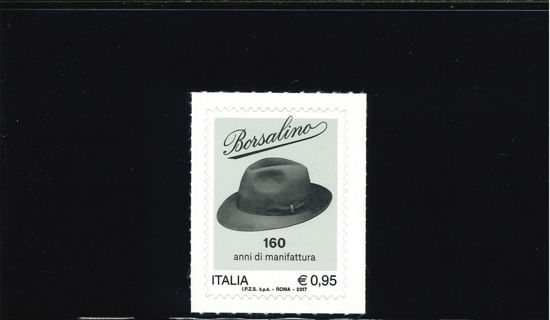 Borsalino
160
anni di manifattura
ITALIA € 0,95
I.P.Z.S. S.p.A. - ROMA - 2017